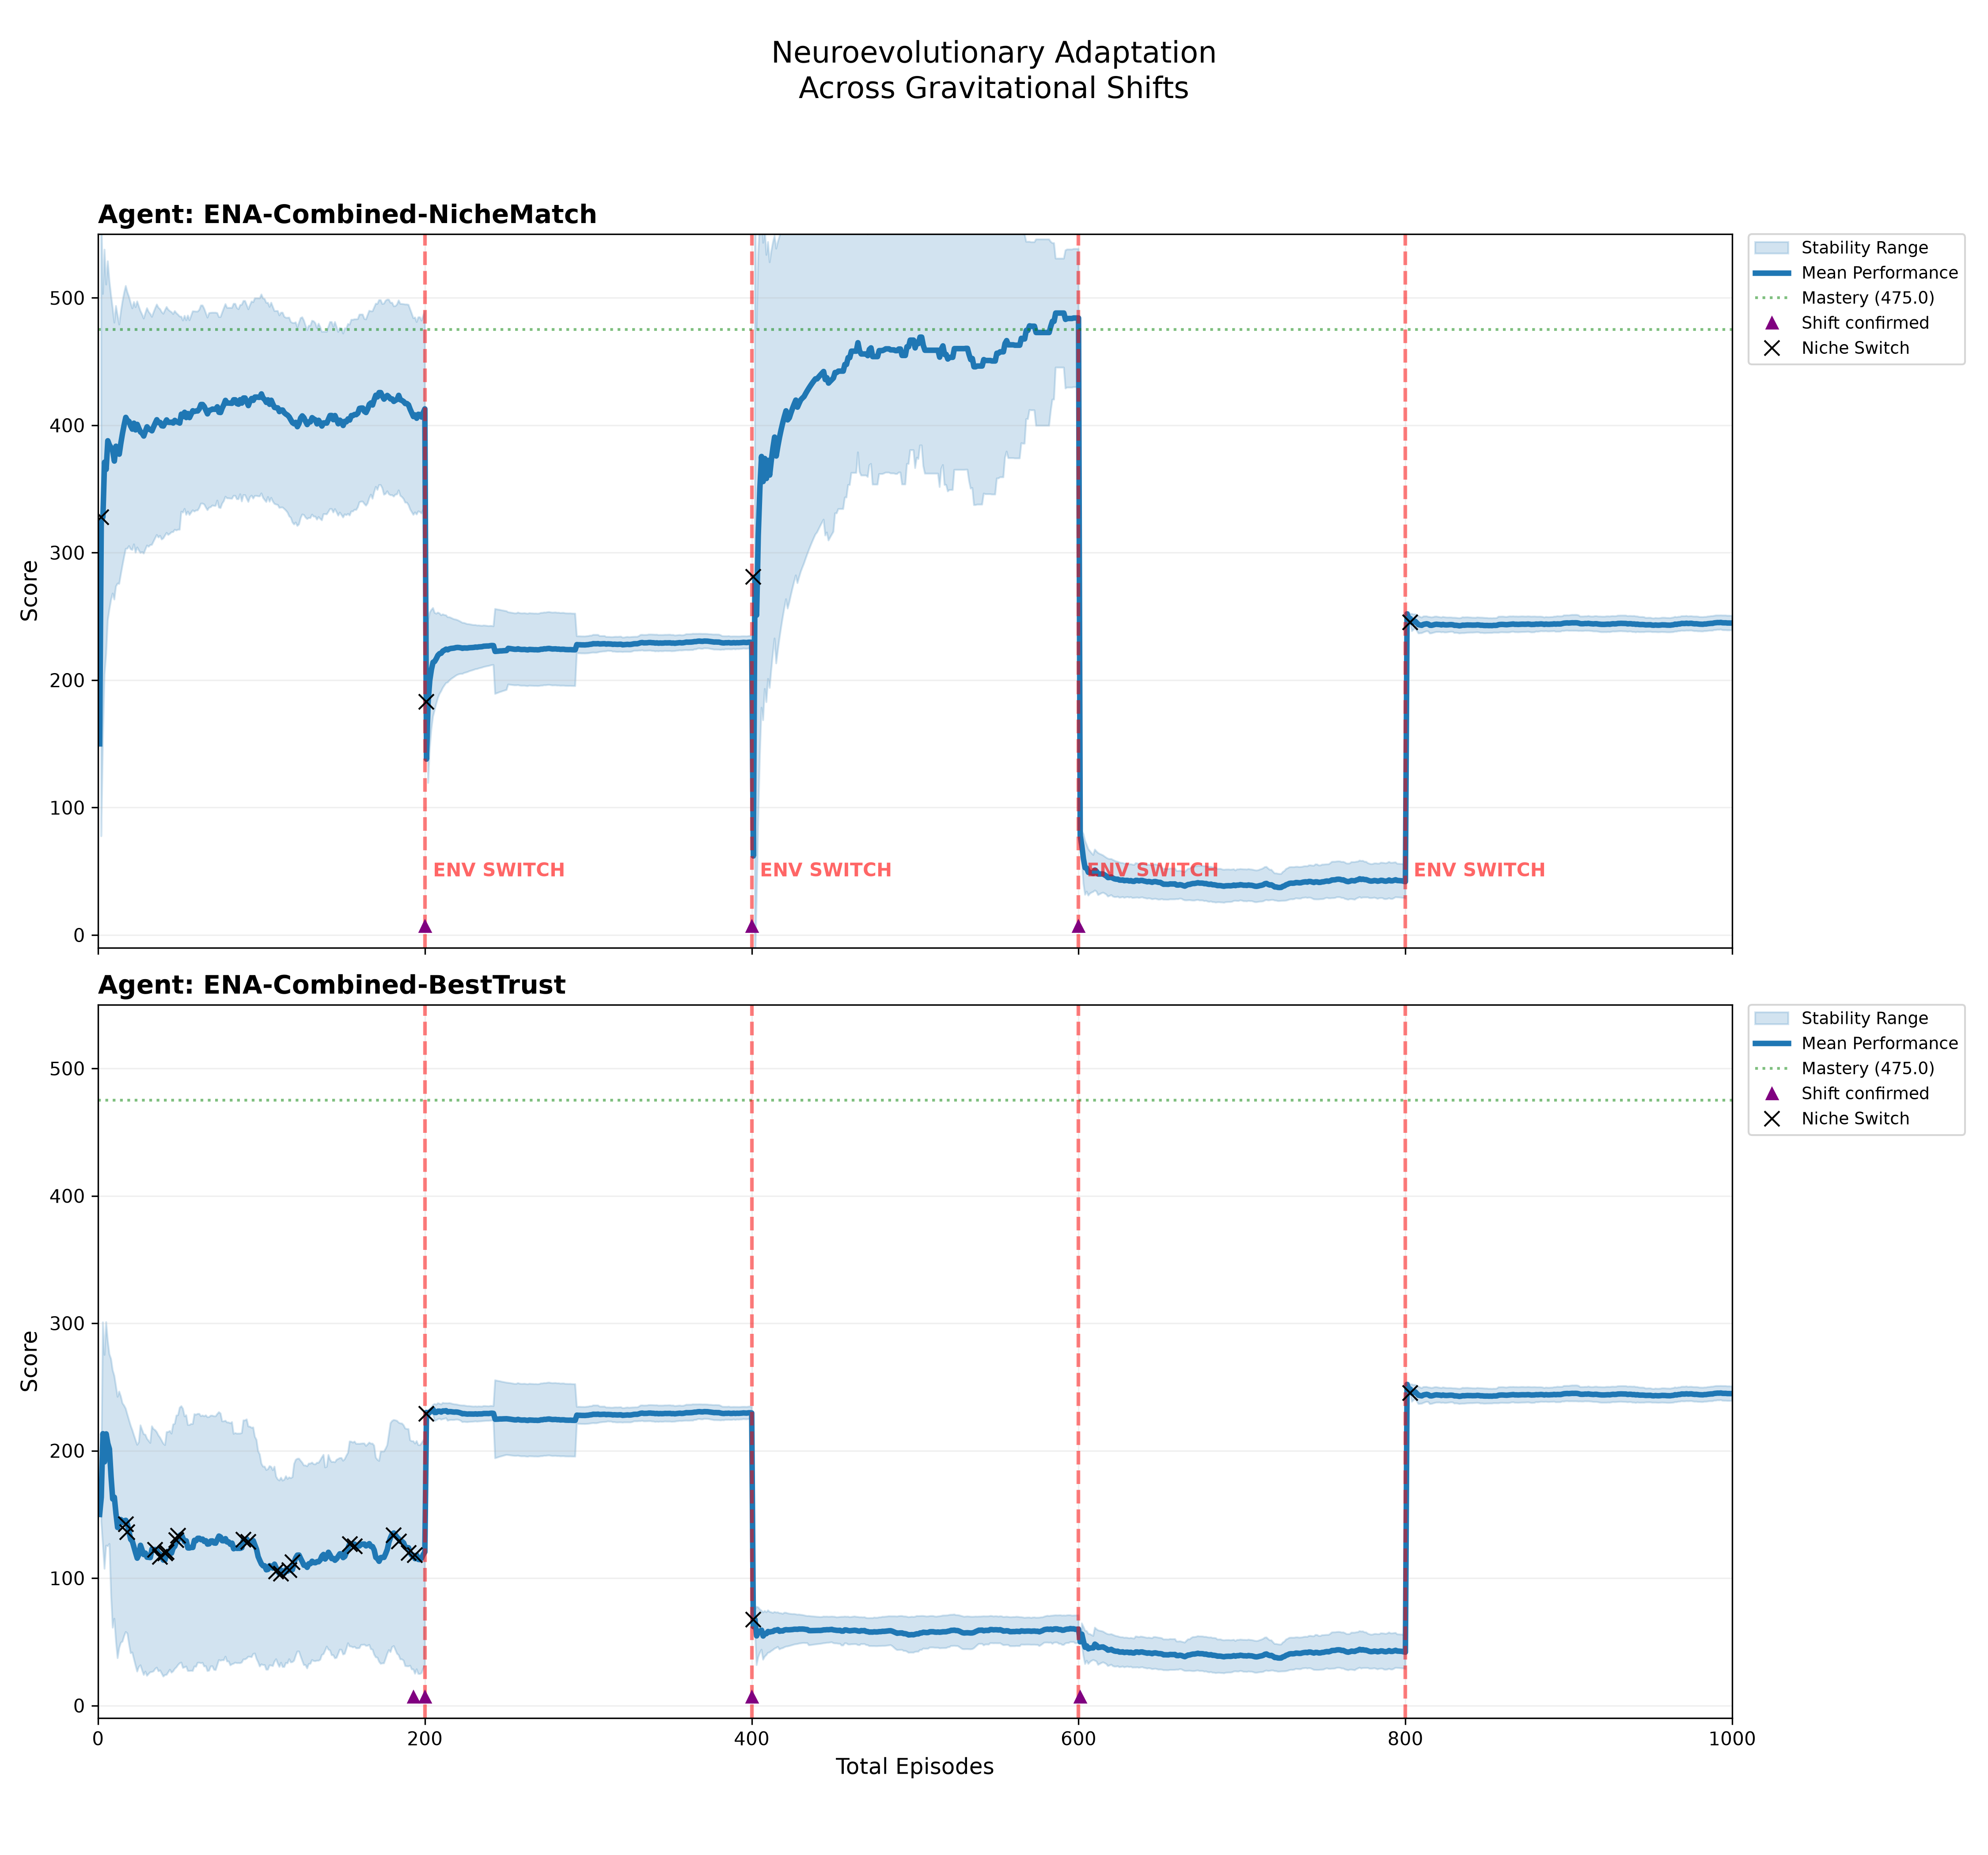 Neuroevolutionary Adaptation
Across Gravitational Shifts
Agent: ENA-Combined-NicheMatch
Score
500
400
300
200
100
0
ENV SWITCH
ENV SWITCH
ENV SWITCH
ENV SWITCH
Stability Range
Mean Performance
Mastery (475.0)
Shift confirmed
Niche Switch
Agent: ENA-Combined-BestTrust
Score
500
400
300
200
100
0
0
200
400
600
800
1000
Total Episodes
Stability Range
Mean Performance
Mastery (475.0)
Shift confirmed
Niche Switch